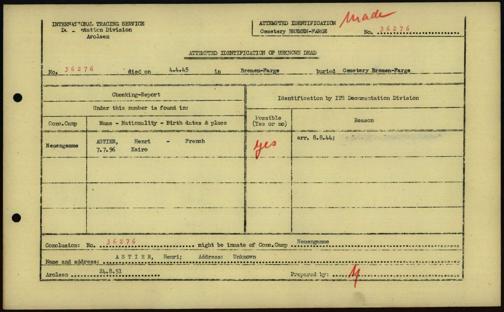 INTERNATIONAL TRACING SERVICE
Documentation Division
Arolsen
ATTEMPTED IDENTIFICATION
Cemetery BREMEN-FARGE No. 36276
made
ATTEMPTED IDENTIFICATION OF UNKNOWN DEAD
No. 36276 died on 4.4.45 in Bremen-Farge buried Cemetery Bremen-Farge
Checking-Report
Under this number is found in:
Identification by ITS Documentation Division
Conc.Camp Name - Nationality - Birth dates & place
Possible (Yes or no)
Reason
Neuengamme ASTIER, Henri - French
7.7.96 Kairo
yes
arr. 8.8.44;
Conclusion: No. 36276 might be inmate of Conc.Camp Neuengamme
Name and address: ASTIER, Henri; Address: Unknown
Arolsen 24.8.51 Prepared by: